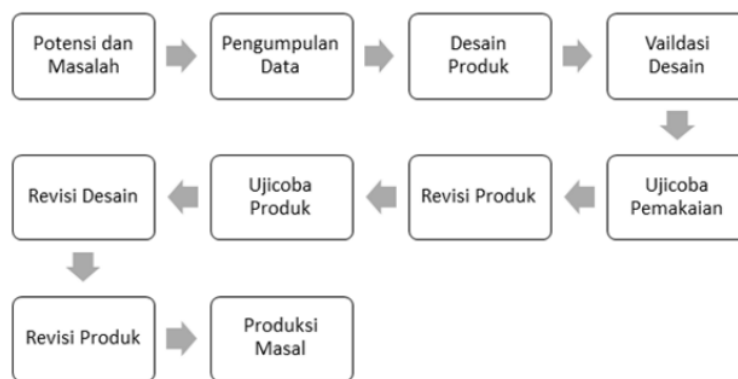 Potensi dan
Masalah
Pengumpulan
Data
Desain
Produk
Vaildasi
Desain
Ujicoba
Pemakaian
Revisi Produk
Ujicoba
Produk
Revisi Desain
Revisi Produk
Produksi
Masal